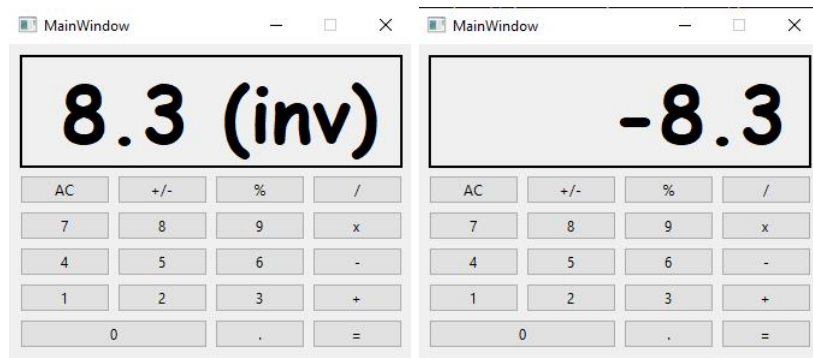 MainWindow
8.3 (inv)
AC +/- % /
7 8 9 x
4 5 6 -
1 2 3 +
0 . =
MainWindow
-8.3
AC +/- % /
7 8 9 x
4 5 6 -
1 2 3 +
0 . =